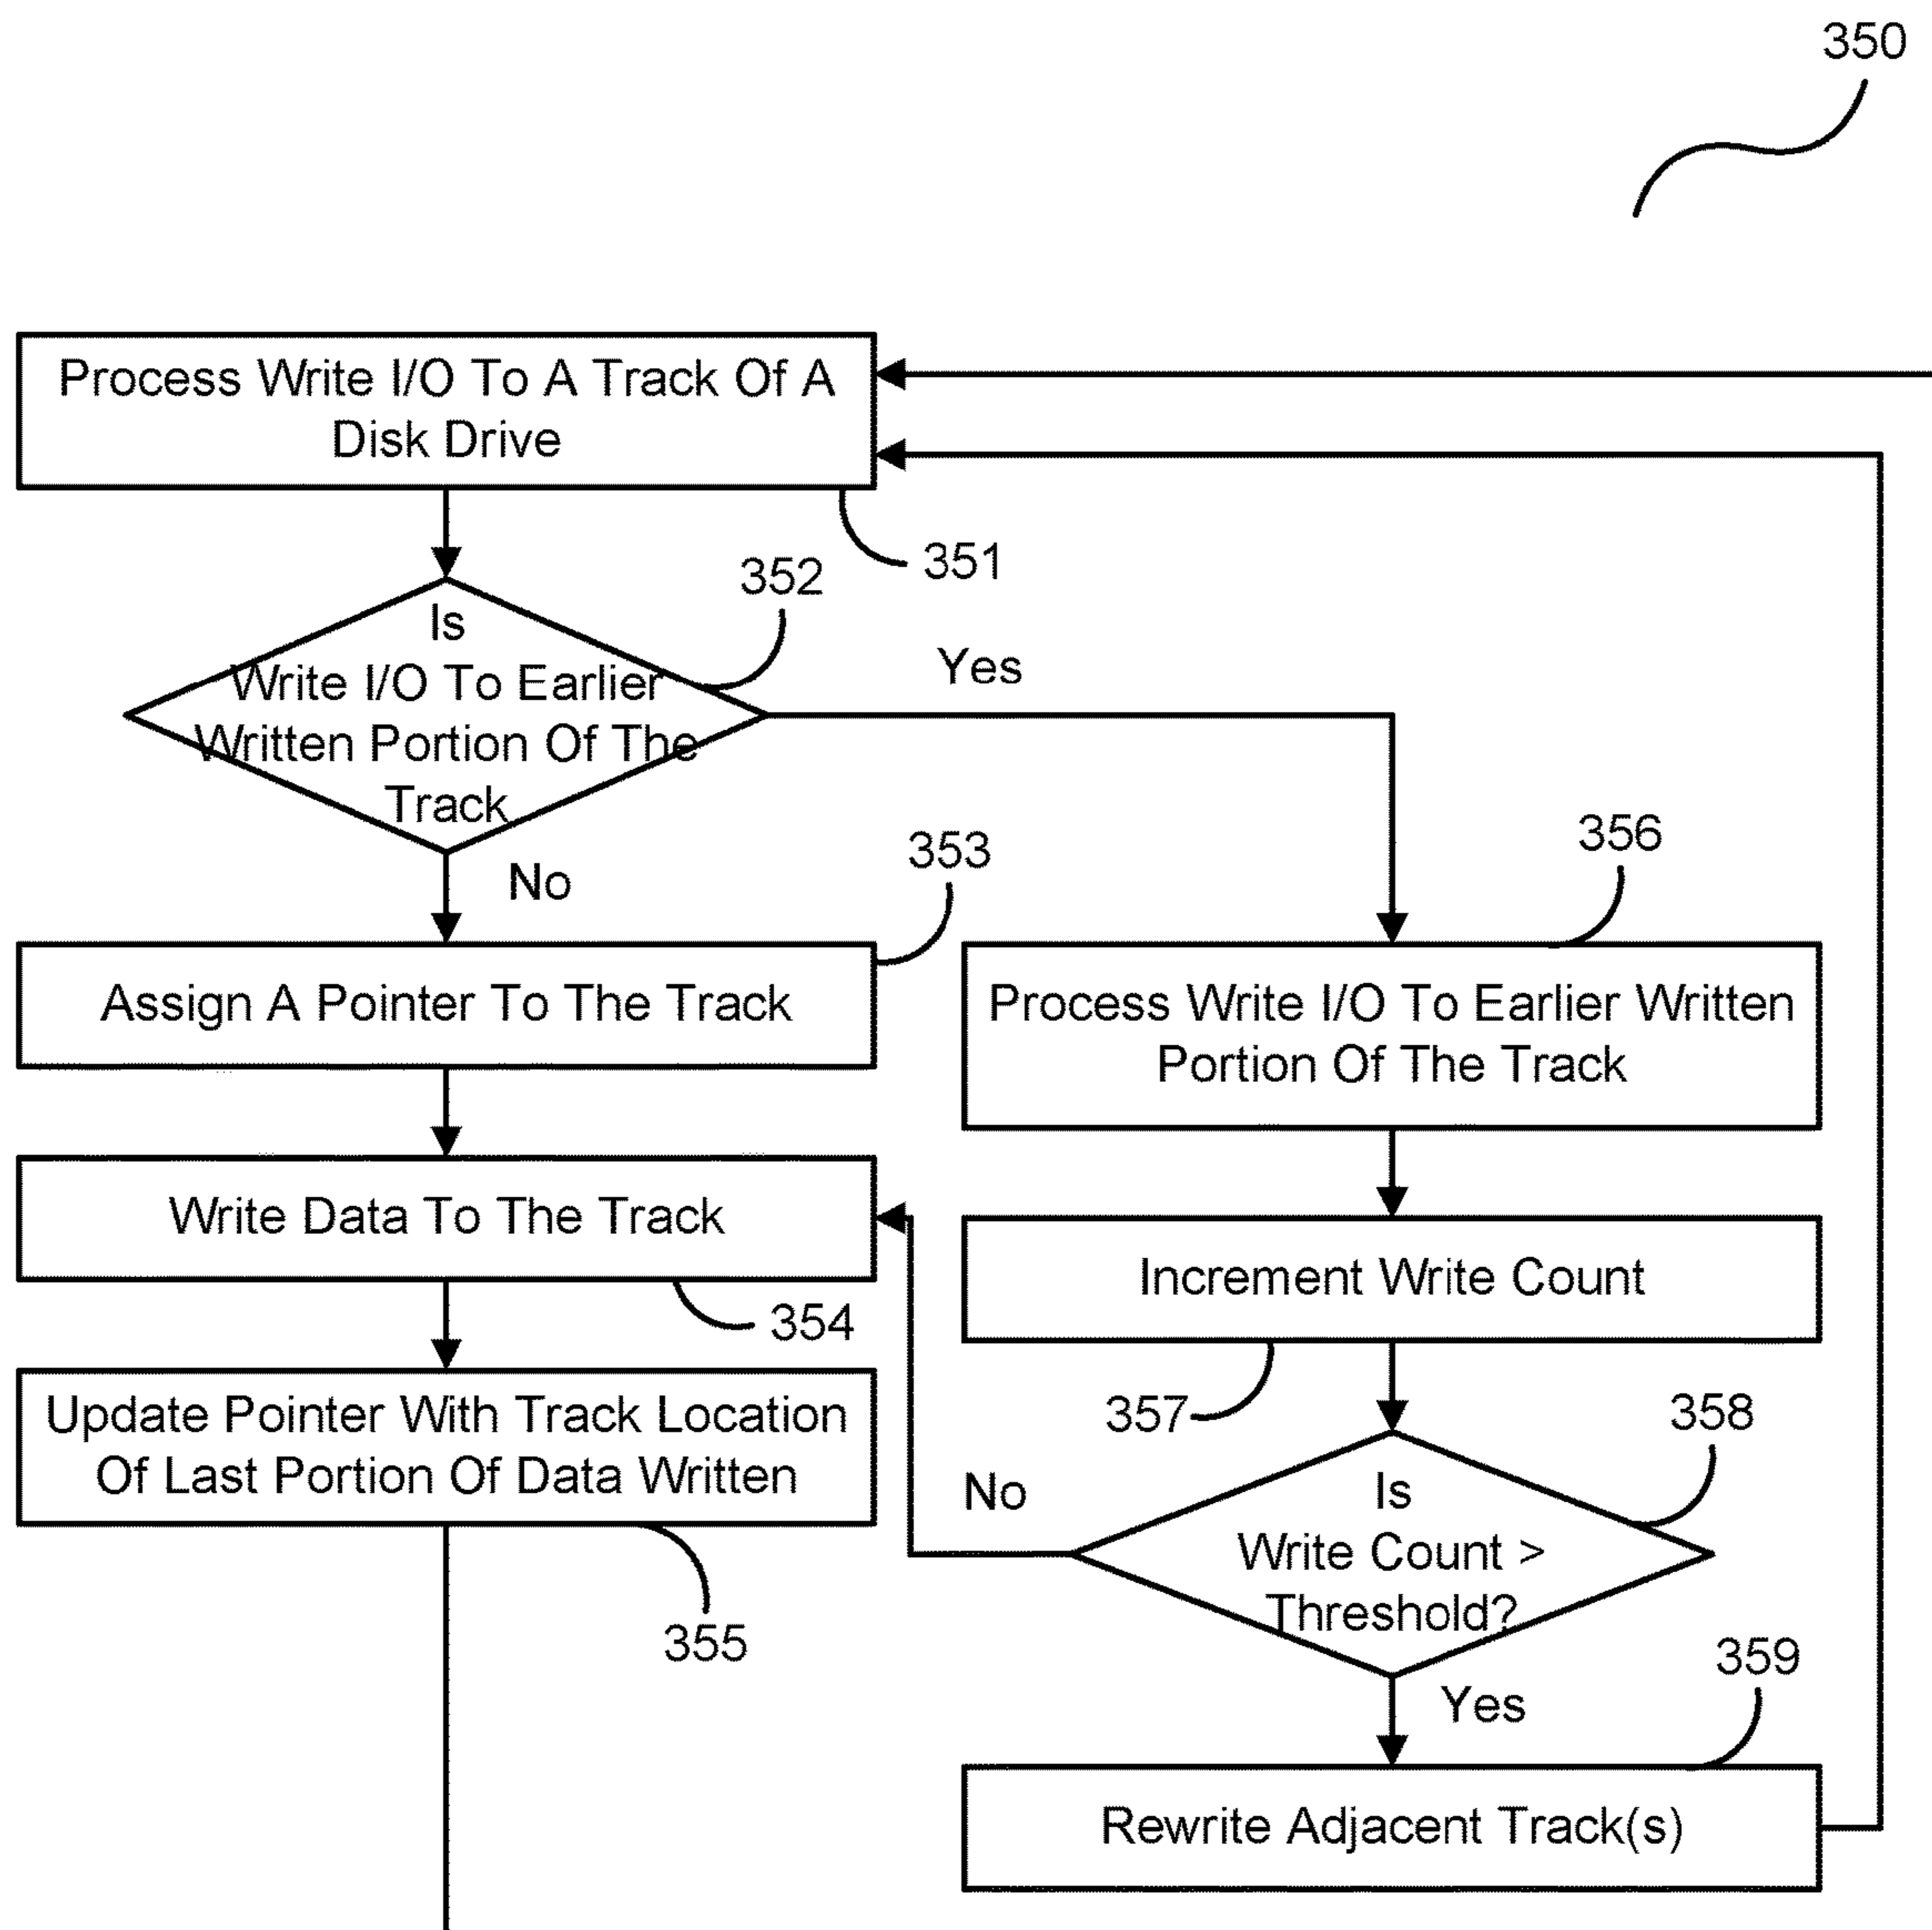 350
Process Write I/O To A Track Of A
Disk Drive
351
352
Is
Write I/O To Earlier
Written Portion Of The
Track
Yes
No
353
Assign A Pointer To The Track
356
Process Write I/O To Earlier Written
Portion Of The Track
Write Data To The Track
354
Increment Write Count
357
Update Pointer With Track Location
Of Last Portion Of Data Written
355
358
Is
Write Count >
Threshold?
No
Yes
359
Rewrite Adjacent Track(s)